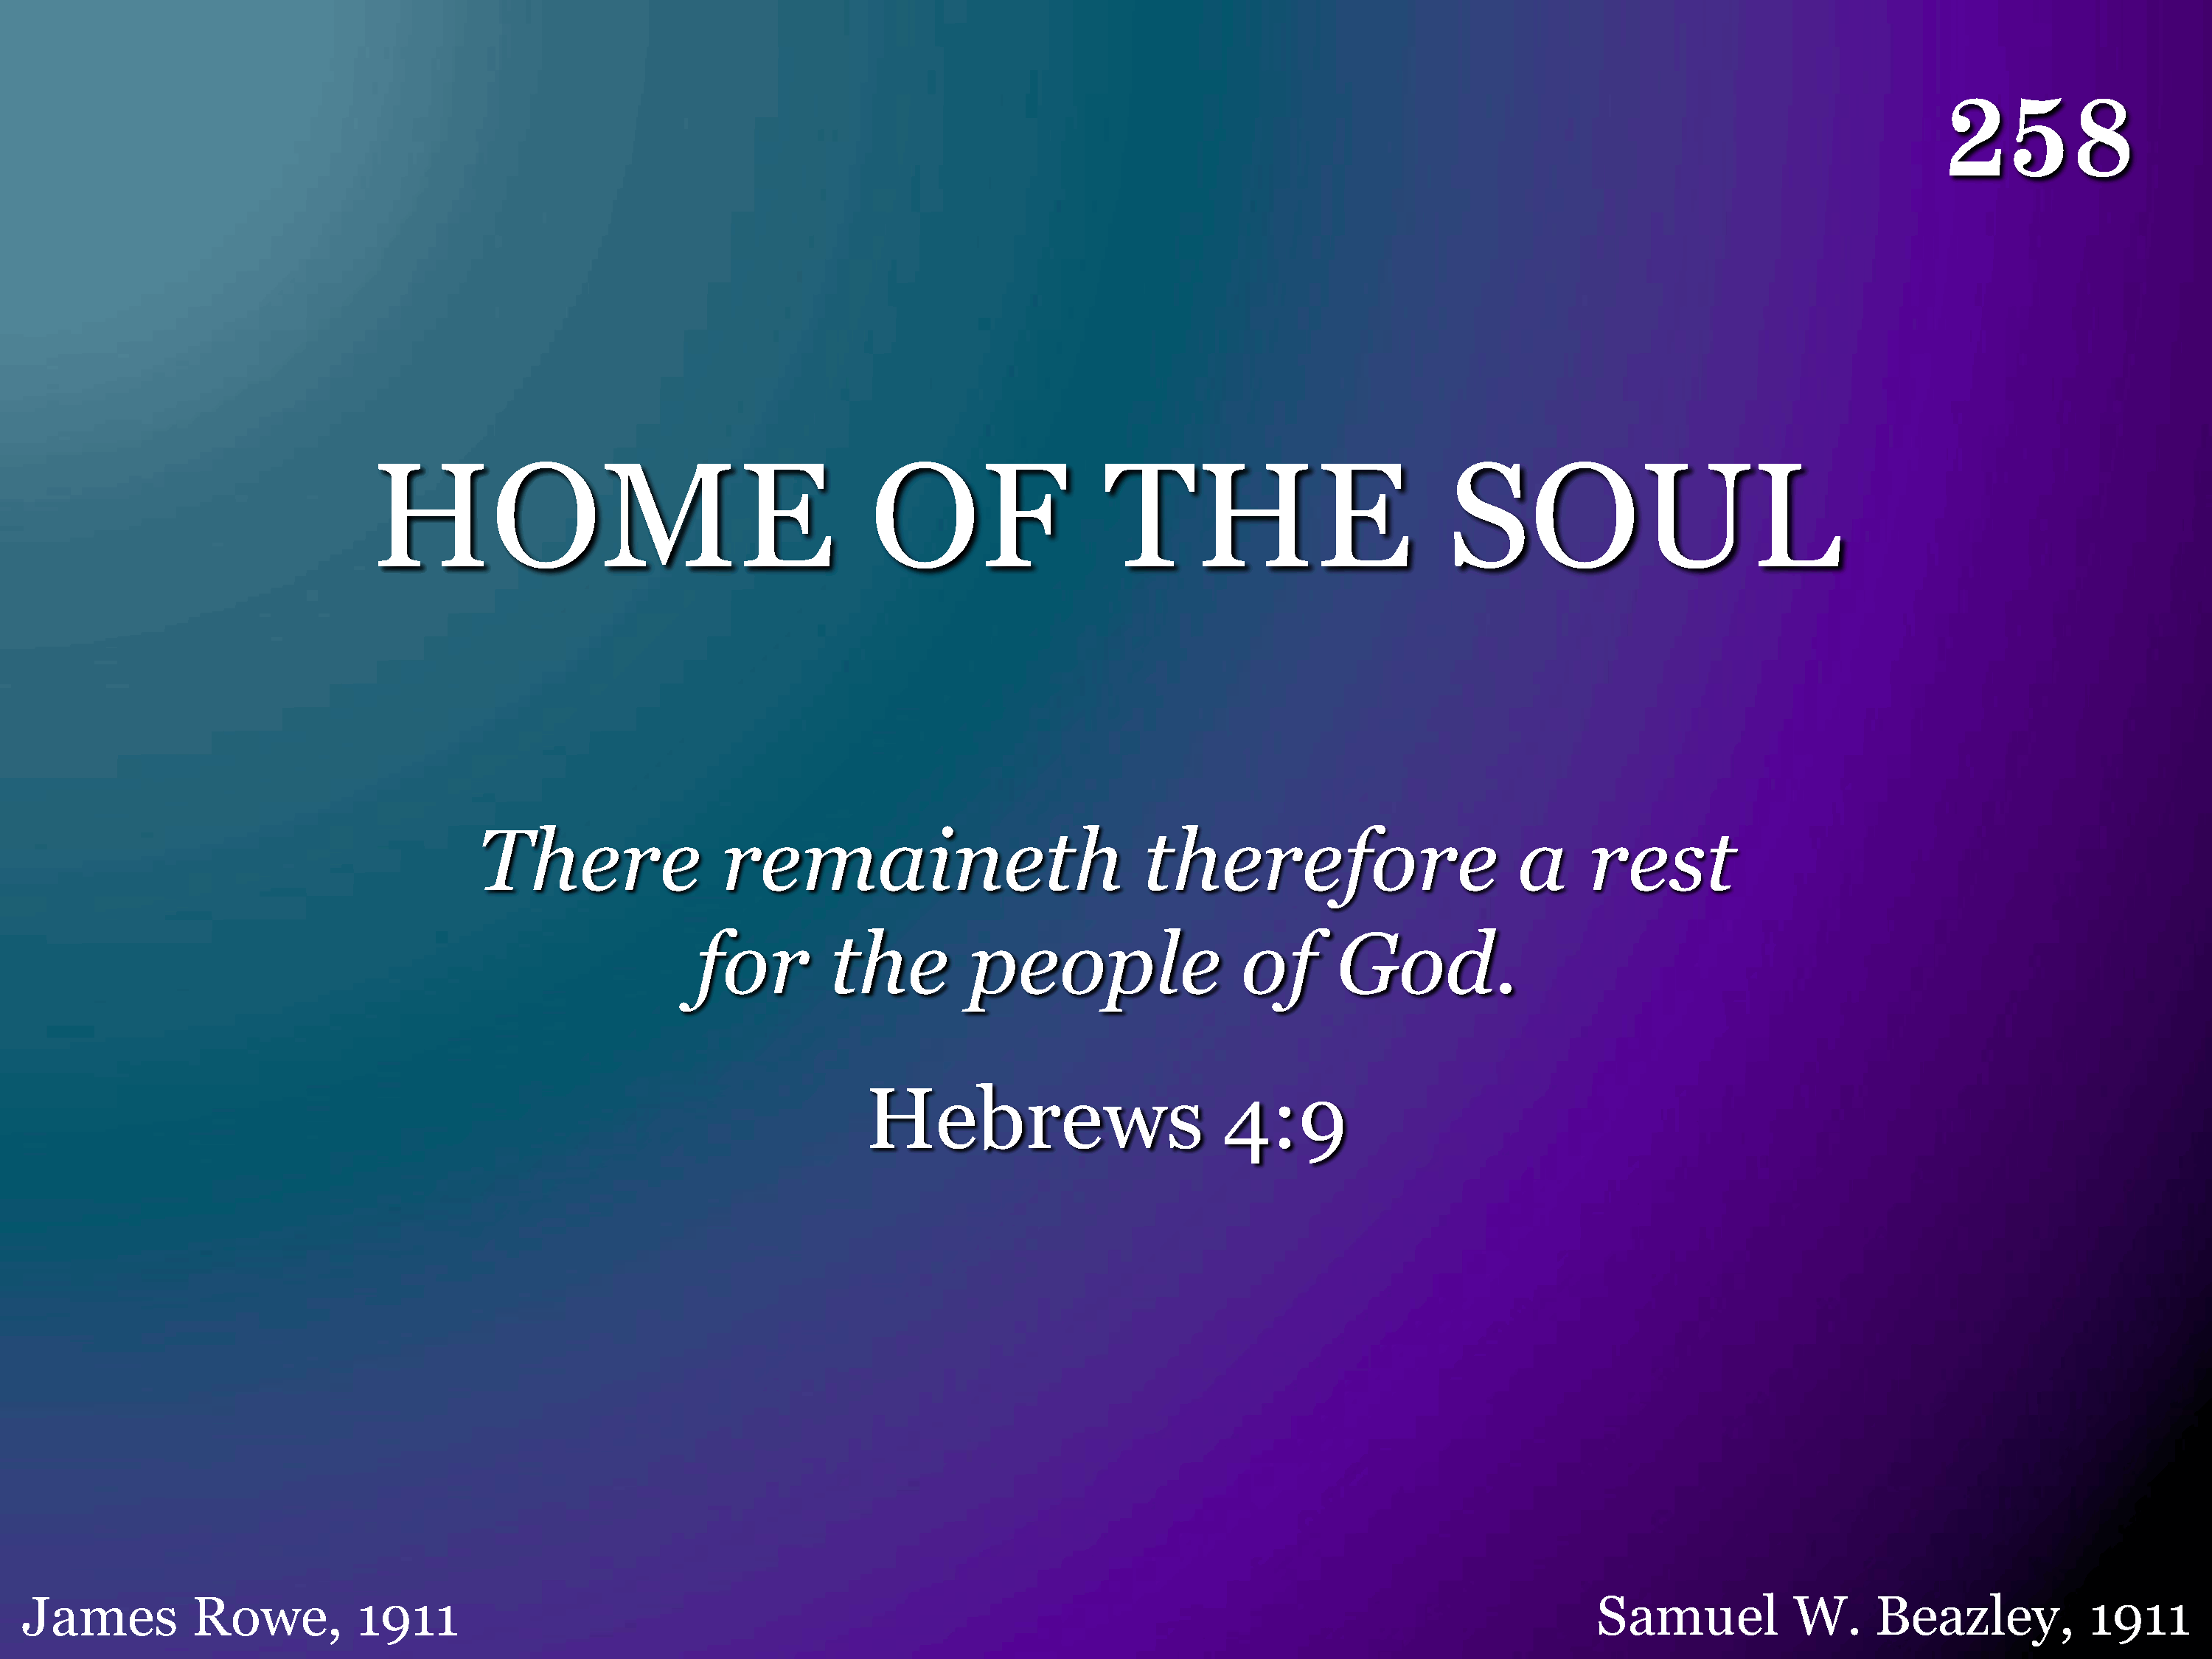 258
HOME OF THE SOUL
There remaineth therefore a rest
for the people of God.
Hebrews 4:9
James Rowe, 1911
Samuel W. Beazley, 1911